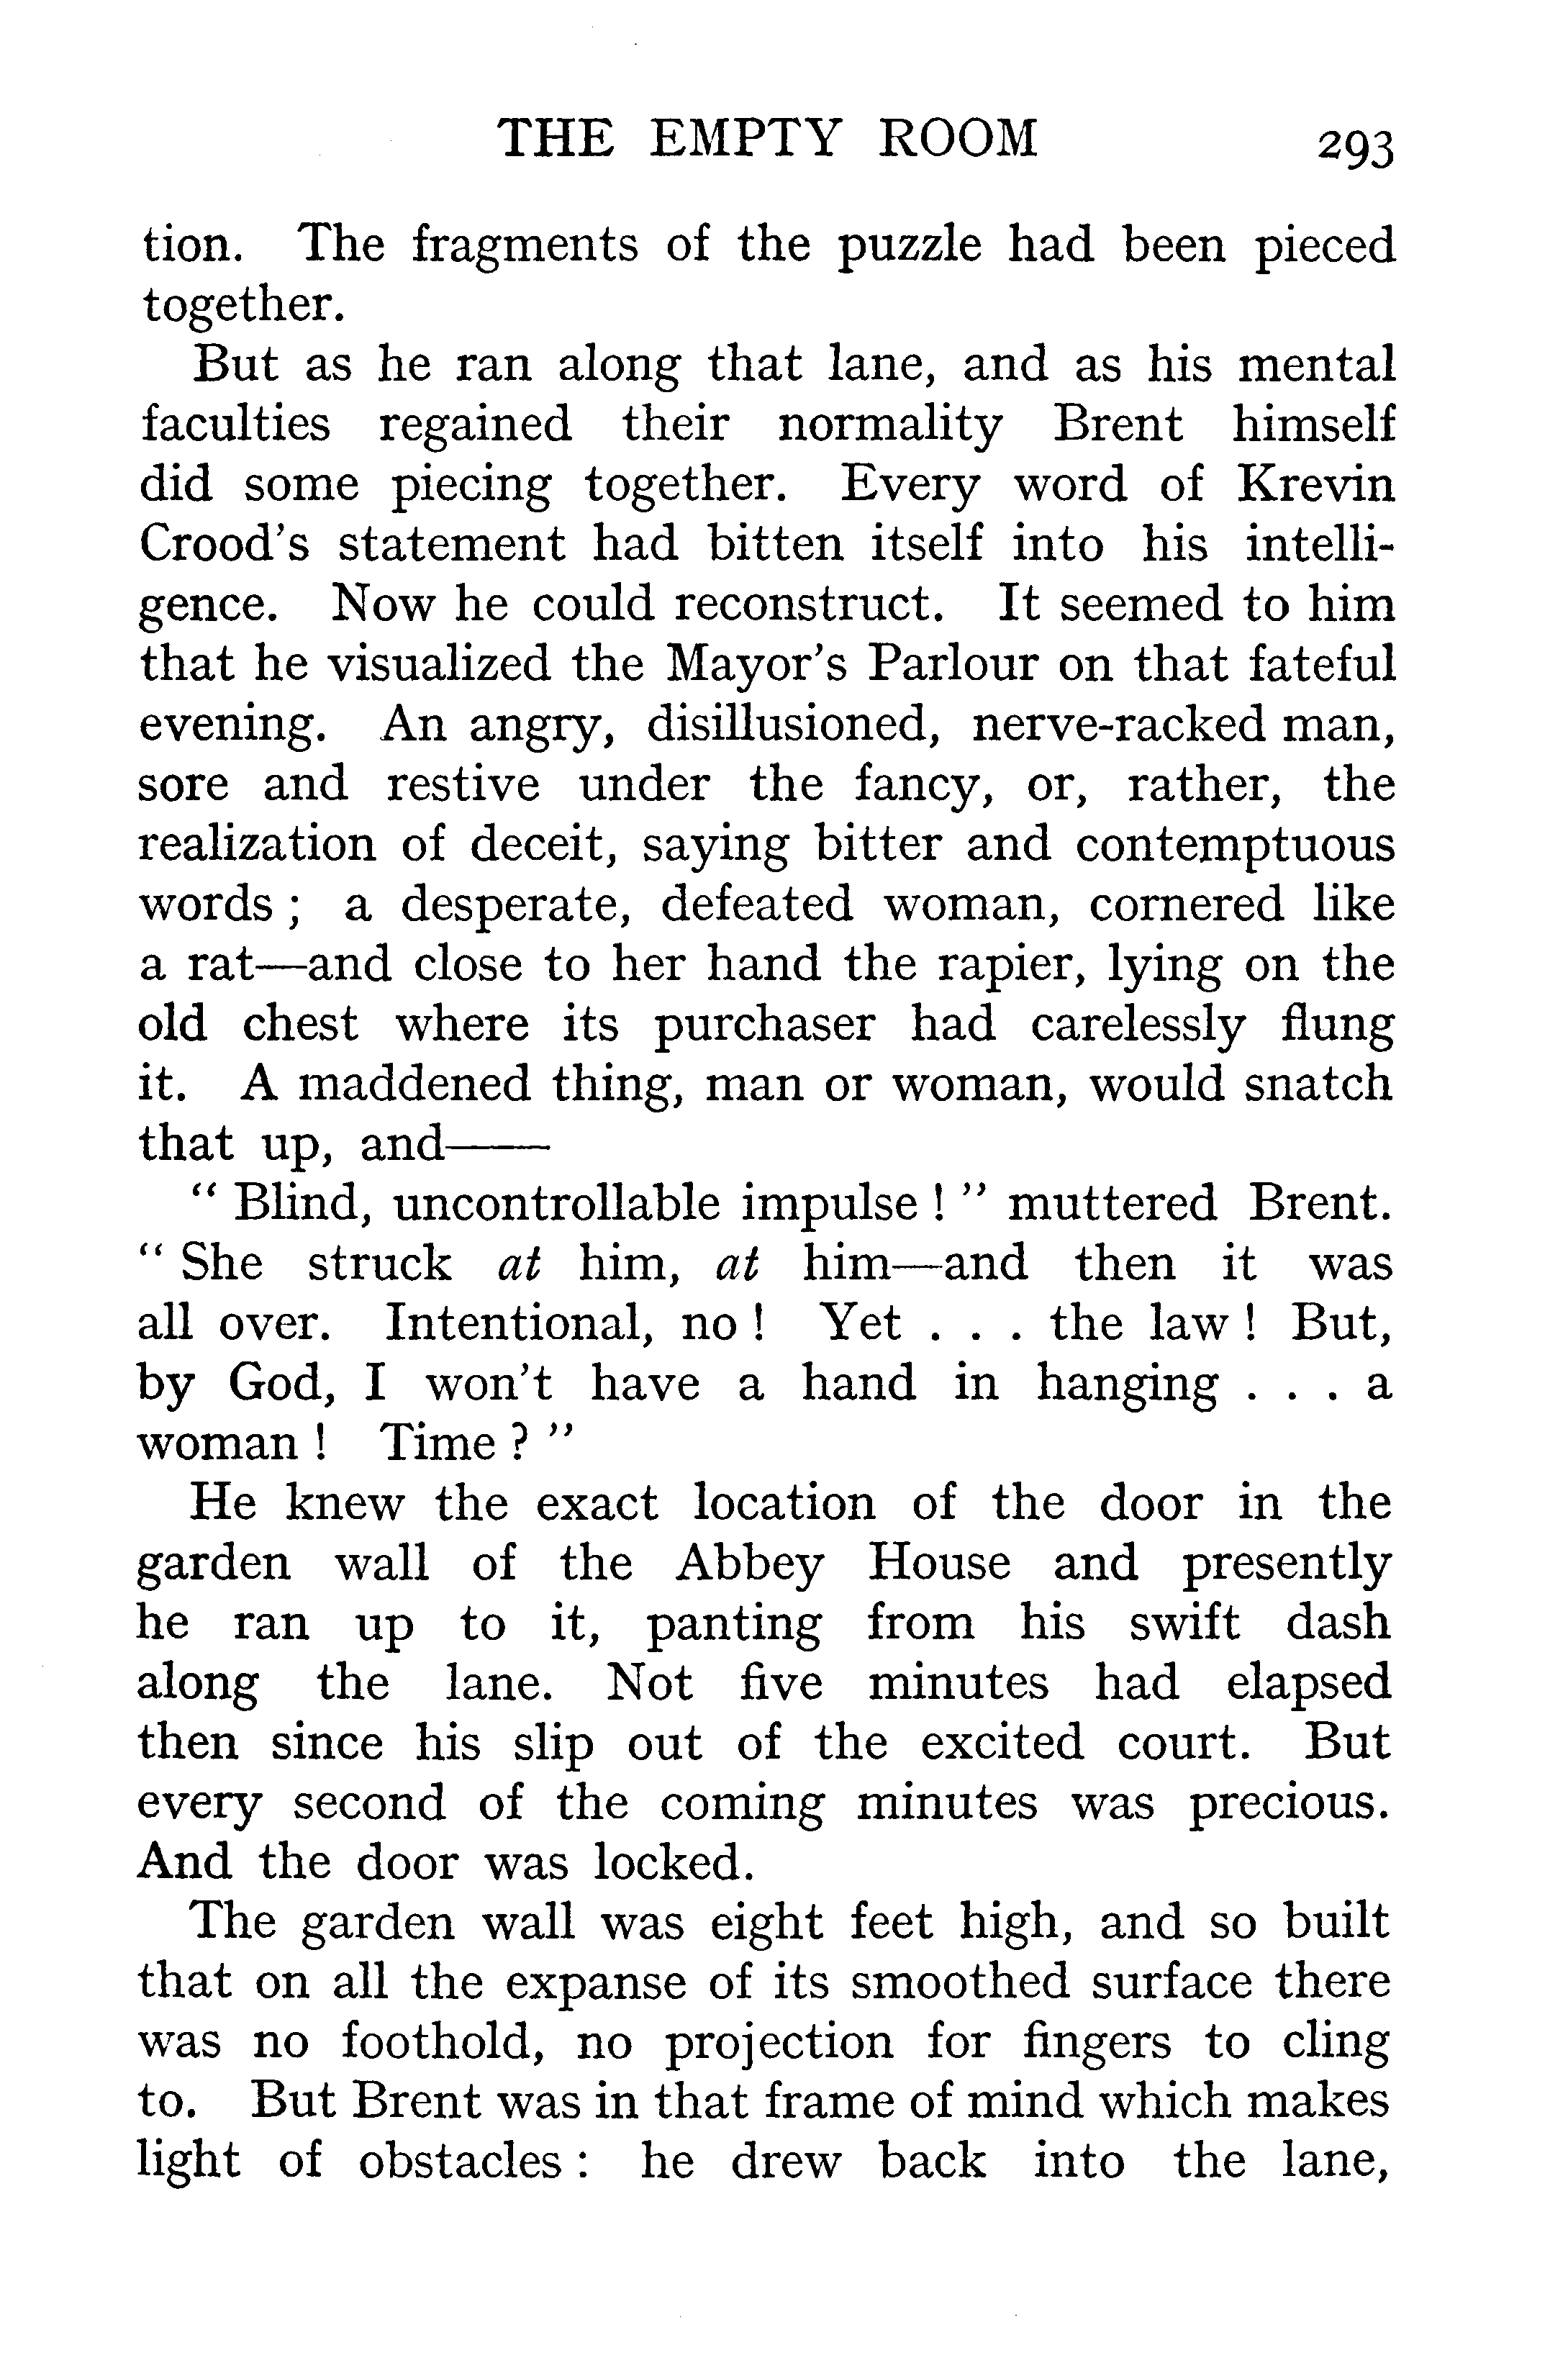 THE EMPTY ROOM 293
tion. The fragments of the puzzle had been pieced
together.
But as he ran along that lane, and as his mental
faculties regained their normality Brent himself
did some piecing together. Every word of Krevin
Crood's statement had bitten itself into his intelli-
gence. Now he could reconstruct. It seemed to him
that he visualized the Mayor's Parlour on that fateful
evening. An angry, disillusioned, nerve-racked man,
sore and restive under the fancy, or, rather, the
realization of deceit, saying bitter and contemptuous
words ; a desperate, defeated woman, cornered like
a rat—and close to her hand the rapier, lying on the
old chest where its purchaser had carelessly flung
it. A maddened thing, man or woman, would snatch
that up, and——
“ Blind, uncontrollable impulse ! ” muttered Brent.
“ She struck at him, at him—and then it was
all over. Intentional, no ! Yet . . . the law ! But,
by God, I won't have a hand in hanging . . . a
woman ! Time ? ”
He knew the exact location of the door in the
garden wall of the Abbey House and presently
he ran up to it, panting from his swift dash
along the lane. Not five minutes had elapsed
then since his slip out of the excited court. But
every second of the coming minutes was precious.
And the door was locked.
The garden wall was eight feet high, and so built
that on all the expanse of its smoothed surface there
was no foothold, no projection for fingers to cling
to. But Brent was in that frame of mind which makes
light of obstacles : he drew back into the lane,